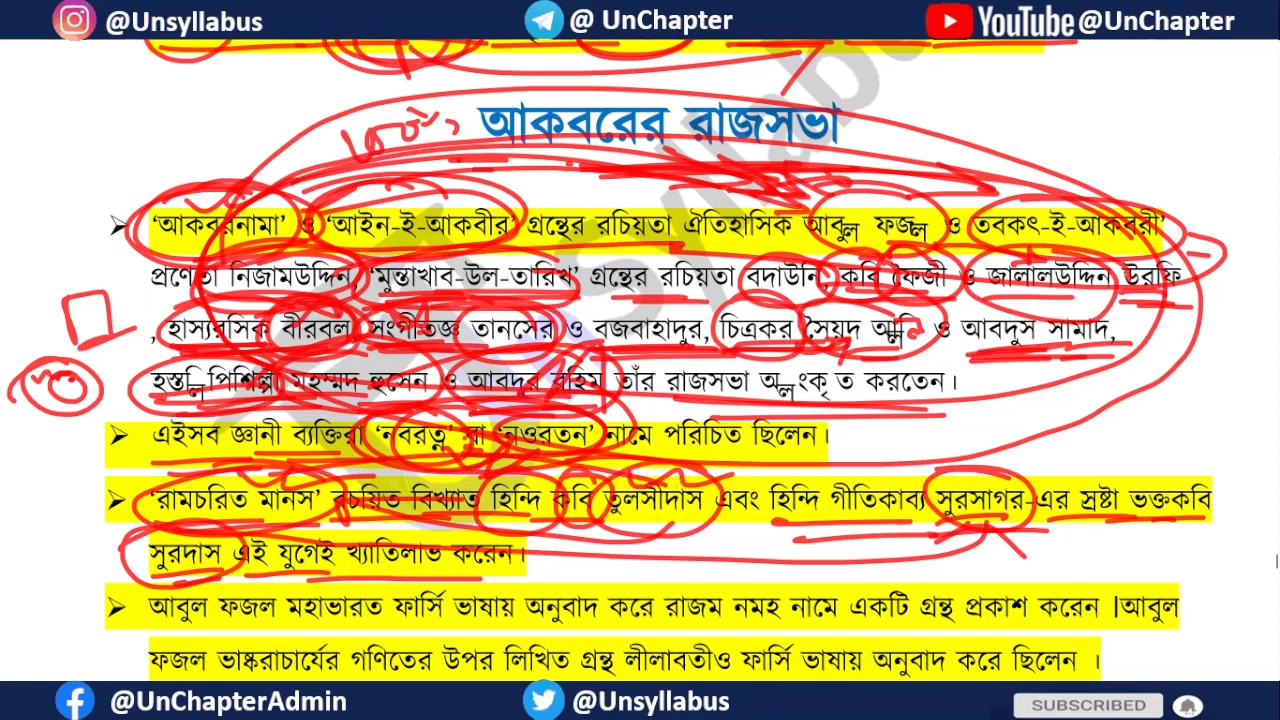 @Unsyllabus @ UnChapter YouTube @UnChapter
আকবরের রাজসভা
➢ 'আকবরনামা' ও 'আইন-ই-আকবীর' গ্রন্থের রচিয়তা ঐতিহাসিক আবুল ফজল ও তবকৎ-ই-আকবরী'
প্রণেতা নিজামউদ্দিন, 'মুন্তাখাব-উল-তারিখ' গ্রন্থের রচিয়তা বদাউনি, কবি ফৈজী ও জালালউদ্দিন উরফি
, হাস্যরসিক বীরবল, সংগীতজ্ঞ তানসের ও বজবাহাদুর, চিত্রকর সৈয়দ আলি ও আবদুস সামাদ,
হস্তলিপিশিল্পী মহম্মদ হুসেন ও আবদুর রহিম তাঁর রাজসভা অলংকৃত করতেন।
➢ এইসব জ্ঞানী ব্যক্তিরা 'নবরত্ন' বা 'নওরতন' নামে পরিচিত ছিলেন।
➢ 'রামচরিত মানস' রচয়িত বিখ্যাত হিন্দি কবি তুলসীদাস এবং হিন্দি গীতিকাব্য সুরসাগর-এর স্রষ্টা ভক্তকবি
সুরদাস এই যুগেই খ্যাতিলাভ করেন।
➢ আবুল ফজল মহাভারত ফার্সি ভাষায় অনুবাদ করে রাজম নমহ নামে একটি গ্রন্থ প্রকাশ করেন |আবুল
ফজল ভাষ্করাচার্যের গণিতের উপর লিখিত গ্রন্থ লীলাবতীও ফার্সি ভাষায় অনুবাদ করে ছিলেন ।
@UnChapterAdmin @Unsyllabus SUBSCRIBED